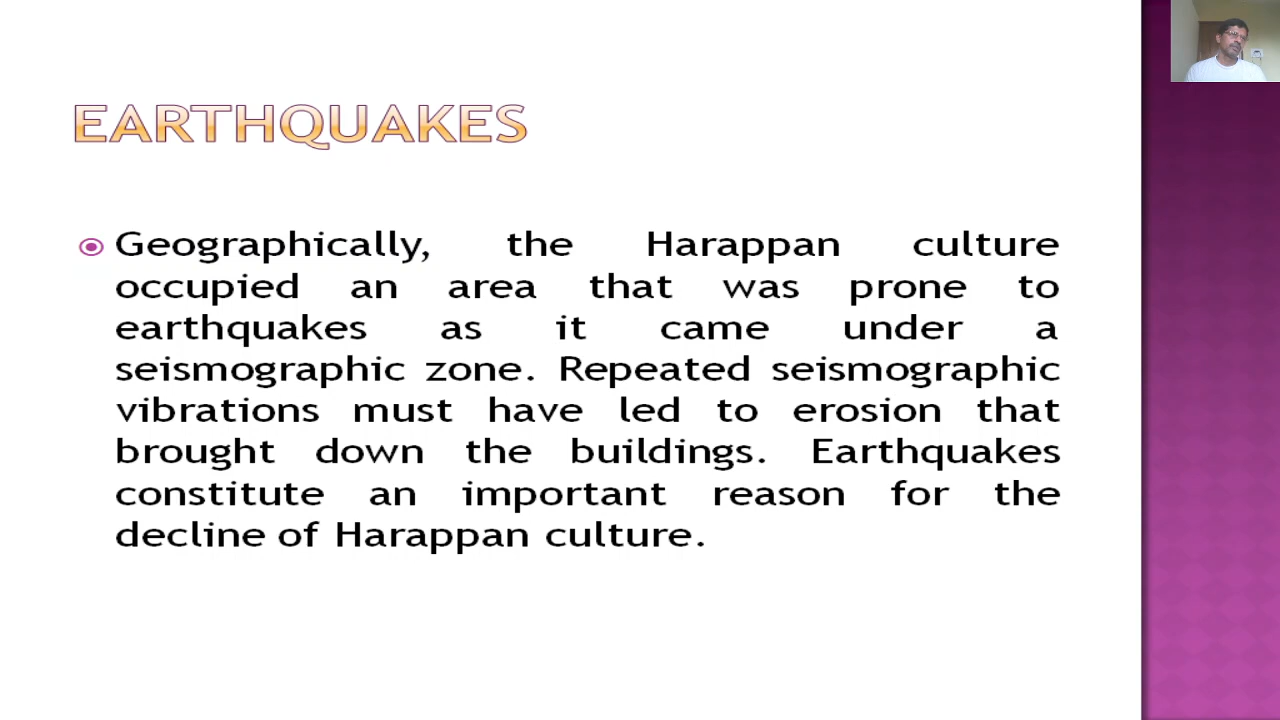 EARTHQUAKES
Geographically, the Harappan culture
occupied an area that was prone to
earthquakes as it came under a
seismographic zone. Repeated seismographic
vibrations must have led to erosion that
brought down the buildings. Earthquakes
constitute an important reason for the
decline of Harappan culture.